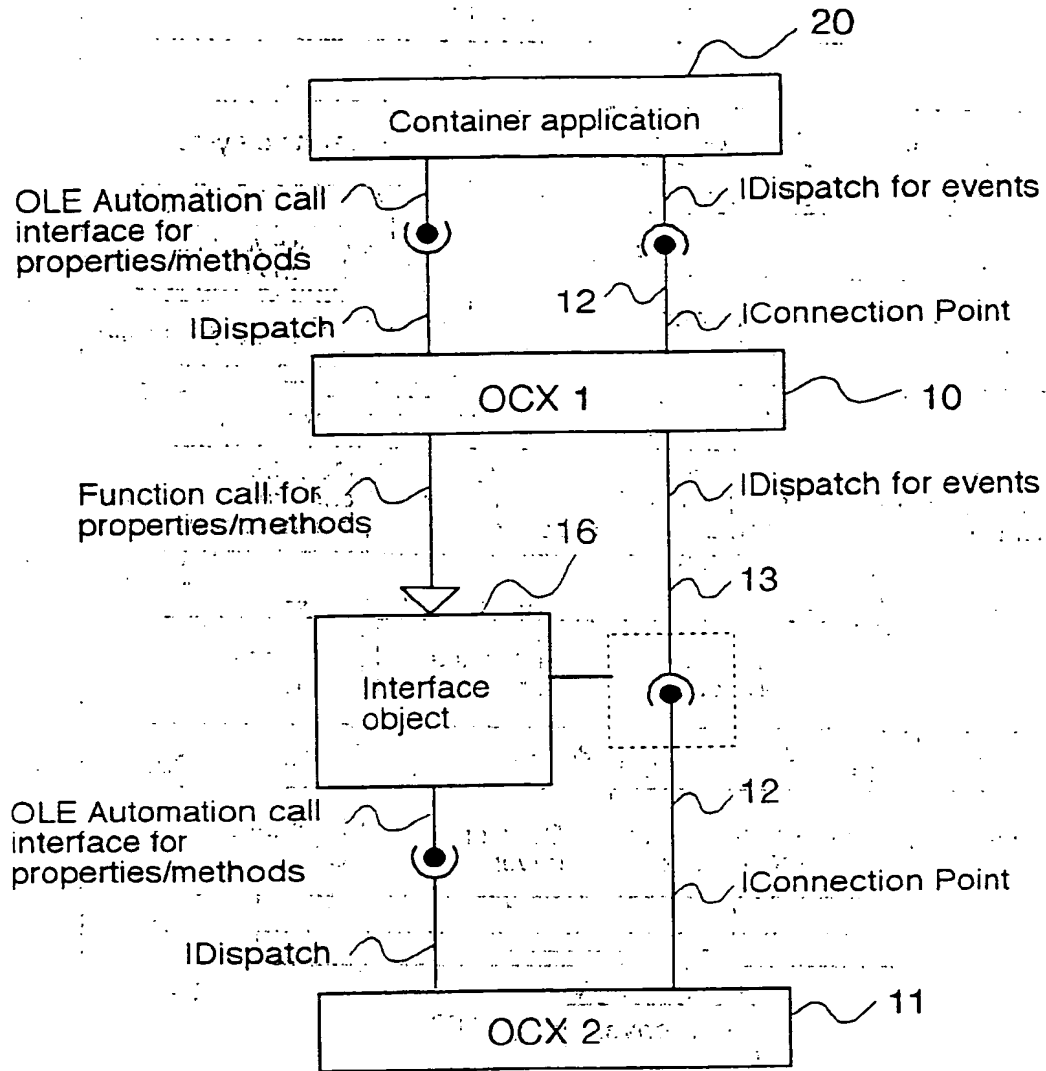 20
Container application
OLE Automation call
interface for
properties/methods
IDispatch for events
12
IDispatch
IConnection Point
OCX 1
10
Function call for
properties/methods
IDispatch for events
16
13
Interface
object
12
OLE Automation call
interface for
properties/methods
IConnection Point
IDispatch
11
OCX 2